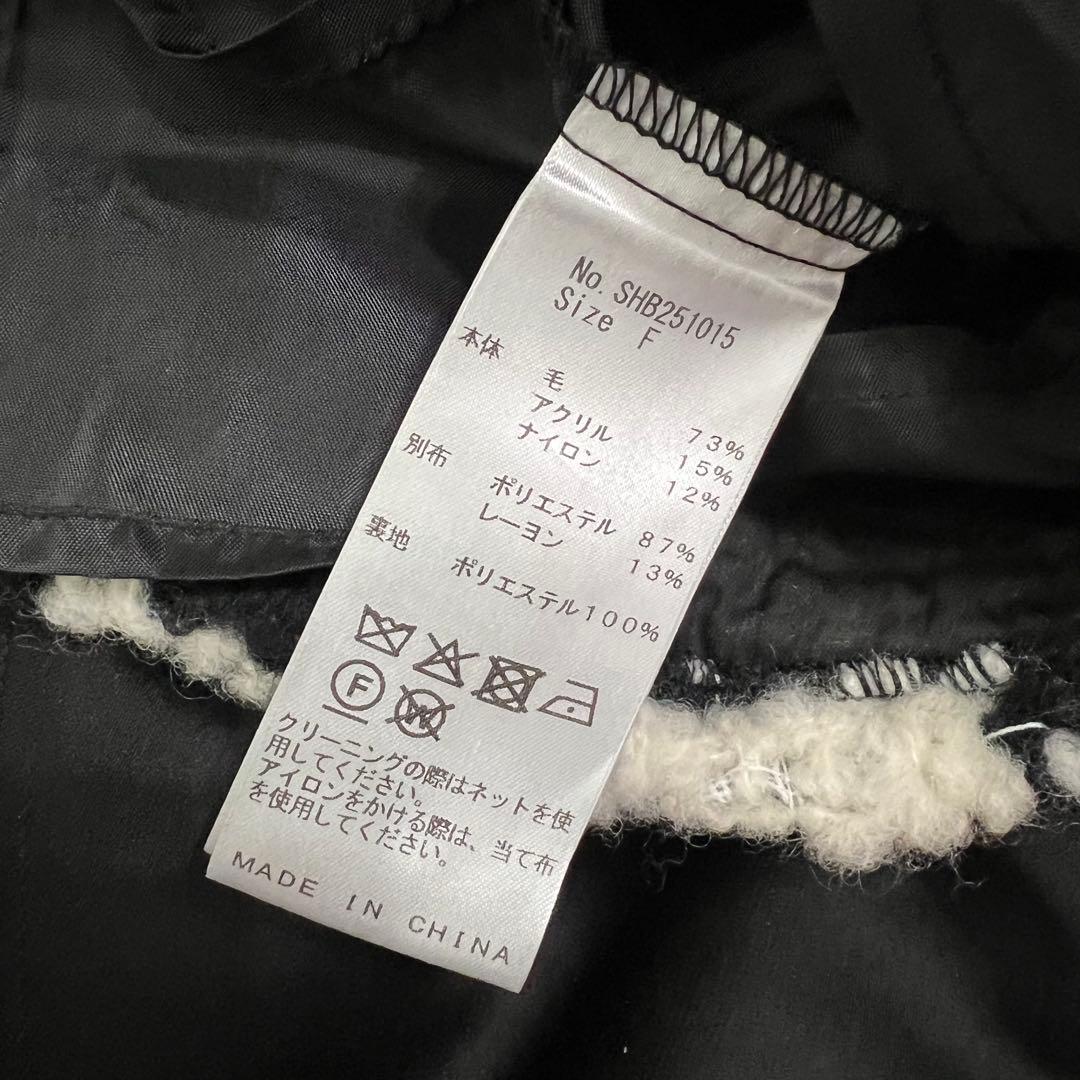 No. SHB251015
Size F
本体
毛 73%
アクリル 15%
ナイロン 12%
別布
ポリエステル 87%
レーヨン 13%
裏地
ポリエステル100%
F
W
クリーニングの際はネットを使
用してください。
アイロンをかける際は、当て布
を使用してください。
MADE IN CHINA